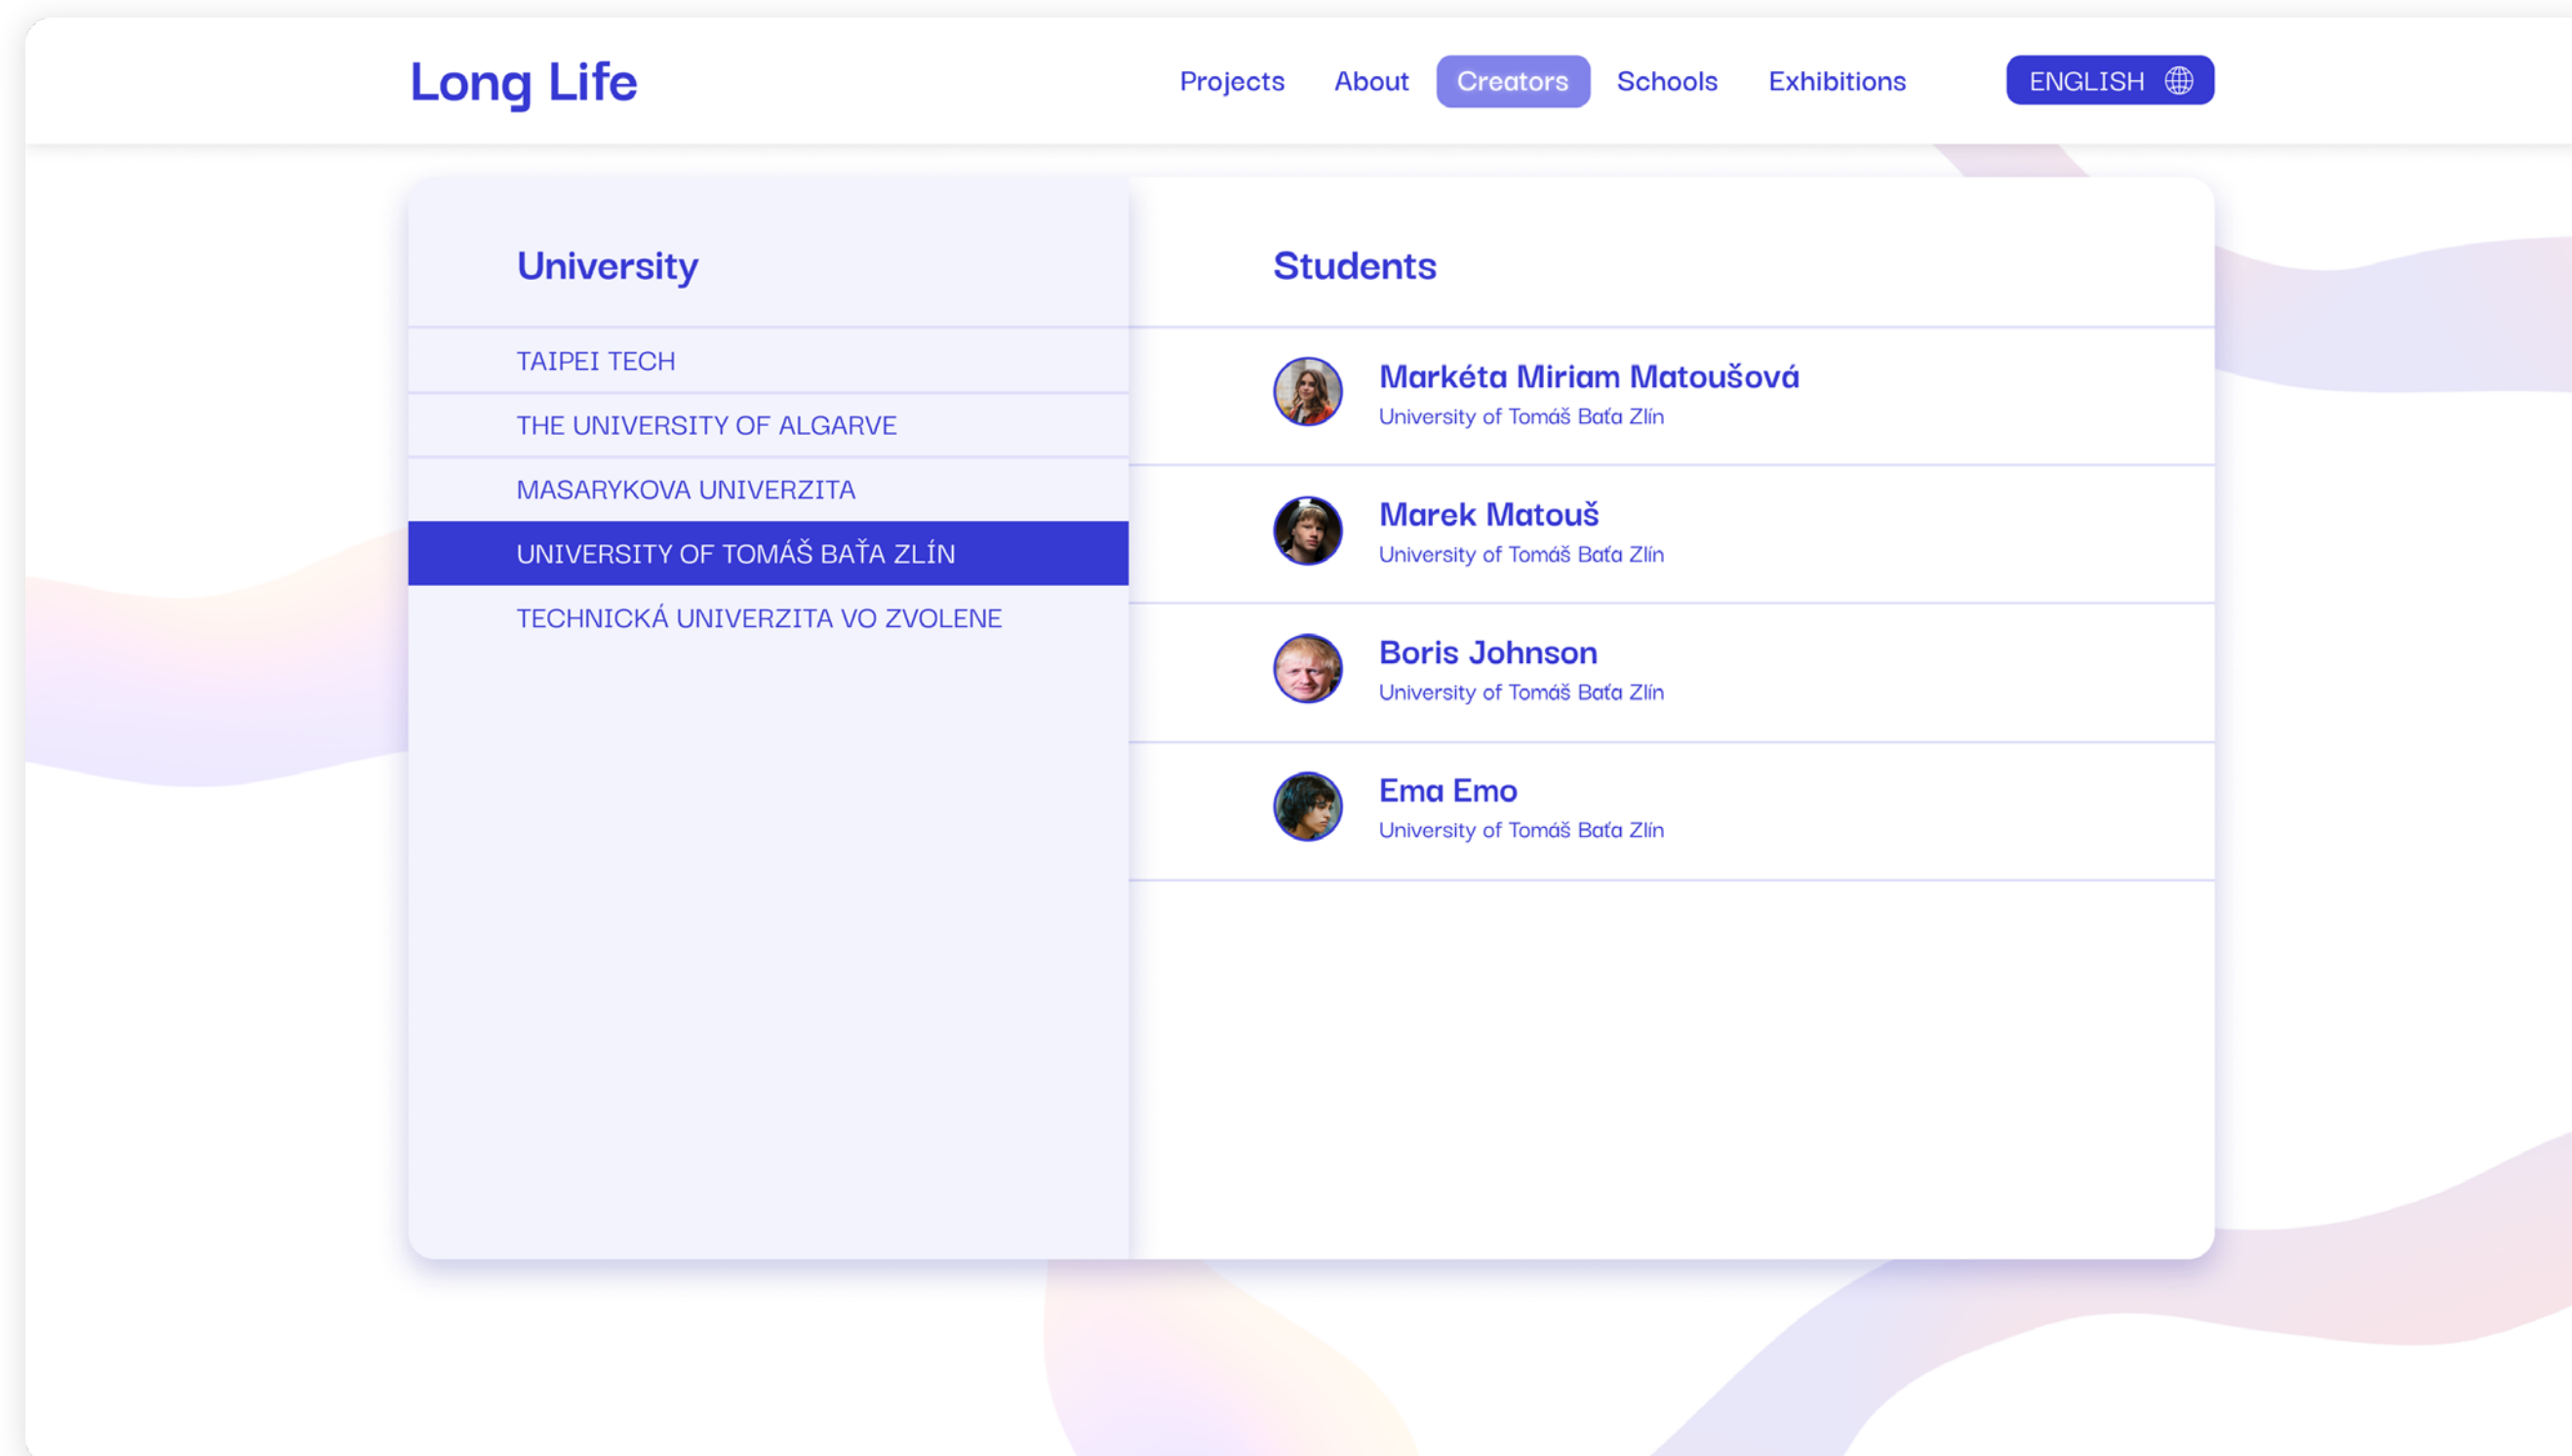 Long Life
Projects About Creators Schools Exhibitions ENGLISH
University
TAIPEI TECH
THE UNIVERSITY OF ALGARVE
MASARYKOVA UNIVERZITA
UNIVERSITY OF TOMÁŠ BAŤA ZLÍN
TECHNICKÁ UNIVERZITA VO ZVOLENE
Students
Markéta Miriam Matoušová
University of Tomáš Baťa Zlín
Marek Matouš
University of Tomáš Baťa Zlín
Boris Johnson
University of Tomáš Baťa Zlín
Ema Emo
University of Tomáš Baťa Zlín